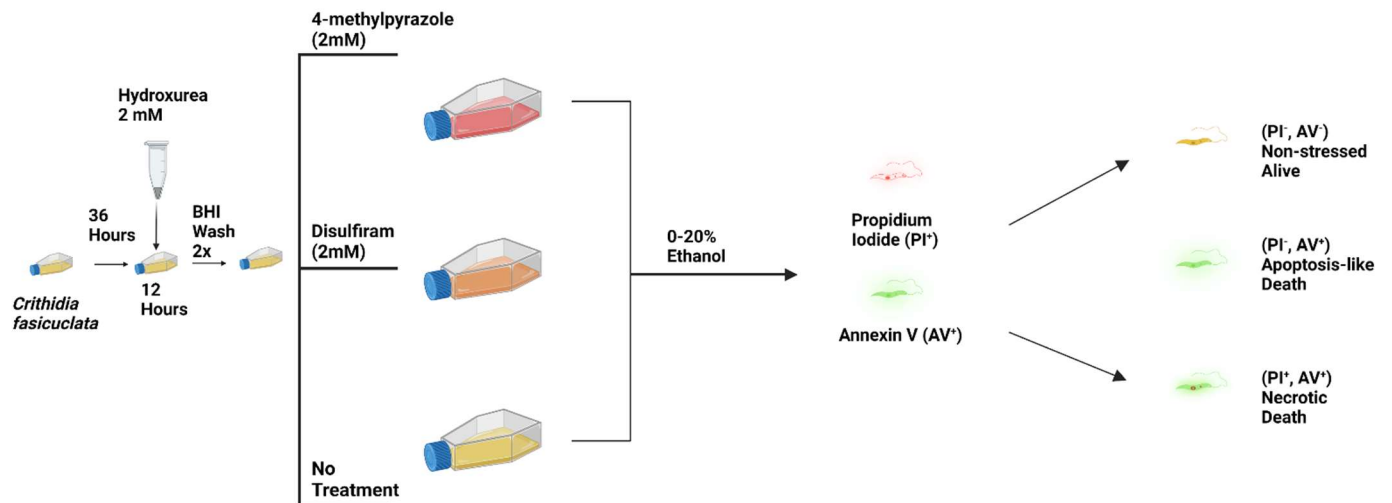 4-methylpyrazole
(2mM)
Hydroxurea
2 mM
36
Hours
BHI
Wash
2x
12
Hours
Crithidia
fasicuclata
Disulfiram
(2mM)
No
Treatment
0-20%
Ethanol
Propidium
Iodide (PI⁺)
Annexin V (AV⁺)
(PI⁻, AV⁻)
Non-stressed
Alive
(PI⁻, AV⁺)
Apoptosis-like
Death
(PI⁺, AV⁺)
Necrotic
Death